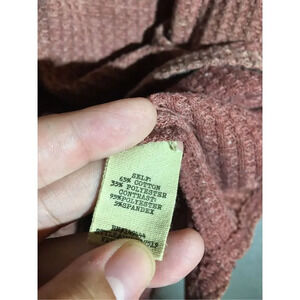 SELF:
65% COTTON
35% POLYESTER
CONTRAST:
95%POLYESTER
5%SPANDEX